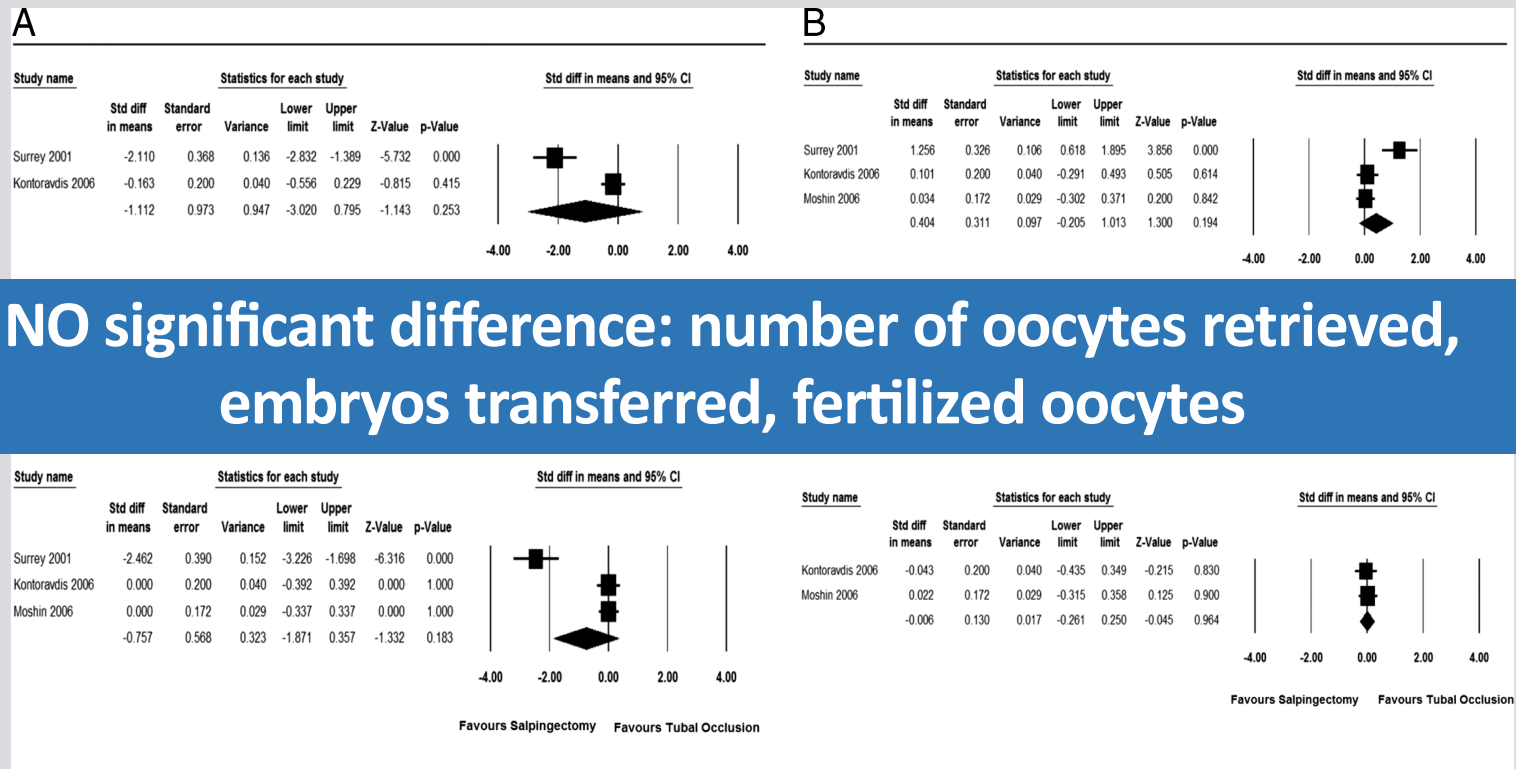 A
Study name Statistics for each study Std diff in means and 95% CI
Std diff in means Standard error Variance Lower limit Upper limit Z-Value p-Value
Surrey 2001 -2.110 0.368 0.136 -2.832 -1.389 -5.732 0.000
Kontoravdis 2006 -0.163 0.200 0.040 -0.556 0.229 -0.815 0.415
-1.112 0.973 0.947 -3.020 0.795 -1.143 0.253
-4.00 -2.00 0.00 2.00 4.00
B
Study name Statistics for each study Std diff in means and 95% CI
Std diff in means Standard error Variance Lower limit Upper limit Z-Value p-Value
Surrey 2001 1.256 0.326 0.106 0.618 1.895 3.856 0.000
Kontoravdis 2006 0.101 0.200 0.040 -0.291 0.493 0.505 0.614
Moshin 2006 0.034 0.172 0.029 -0.302 0.371 0.200 0.842
0.404 0.311 0.097 -0.205 1.013 1.300 0.194
-4.00 -2.00 0.00 2.00 4.00
NO significant difference: number of oocytes retrieved,
embryos transferred, fertilized oocytes
Study name Statistics for each study Std diff in means and 95% CI
Std diff in means Standard error Variance Lower limit Upper limit Z-Value p-Value
Surrey 2001 -2.462 0.390 0.152 -3.226 -1.698 -6.316 0.000
Kontoravdis 2006 0.000 0.200 0.040 -0.392 0.392 0.000 1.000
Moshin 2006 0.000 0.172 0.029 -0.337 0.337 0.000 1.000
-0.757 0.568 0.323 -1.871 0.357 -1.332 0.183
-4.00 -2.00 0.00 2.00 4.00
Favours Salpingectomy Favours Tubal Occlusion
Study name Statistics for each study Std diff in means and 95% CI
Std diff in means Standard error Variance Lower limit Upper limit Z-Value p-Value
Kontoravdis 2006 -0.043 0.200 0.040 -0.435 0.349 -0.215 0.830
Moshin 2006 0.022 0.172 0.029 -0.315 0.358 0.125 0.900
-0.006 0.130 0.017 -0.261 0.250 -0.045 0.964
-4.00 -2.00 0.00 2.00 4.00
Favours Salpingectomy Favours Tubal Occlusion